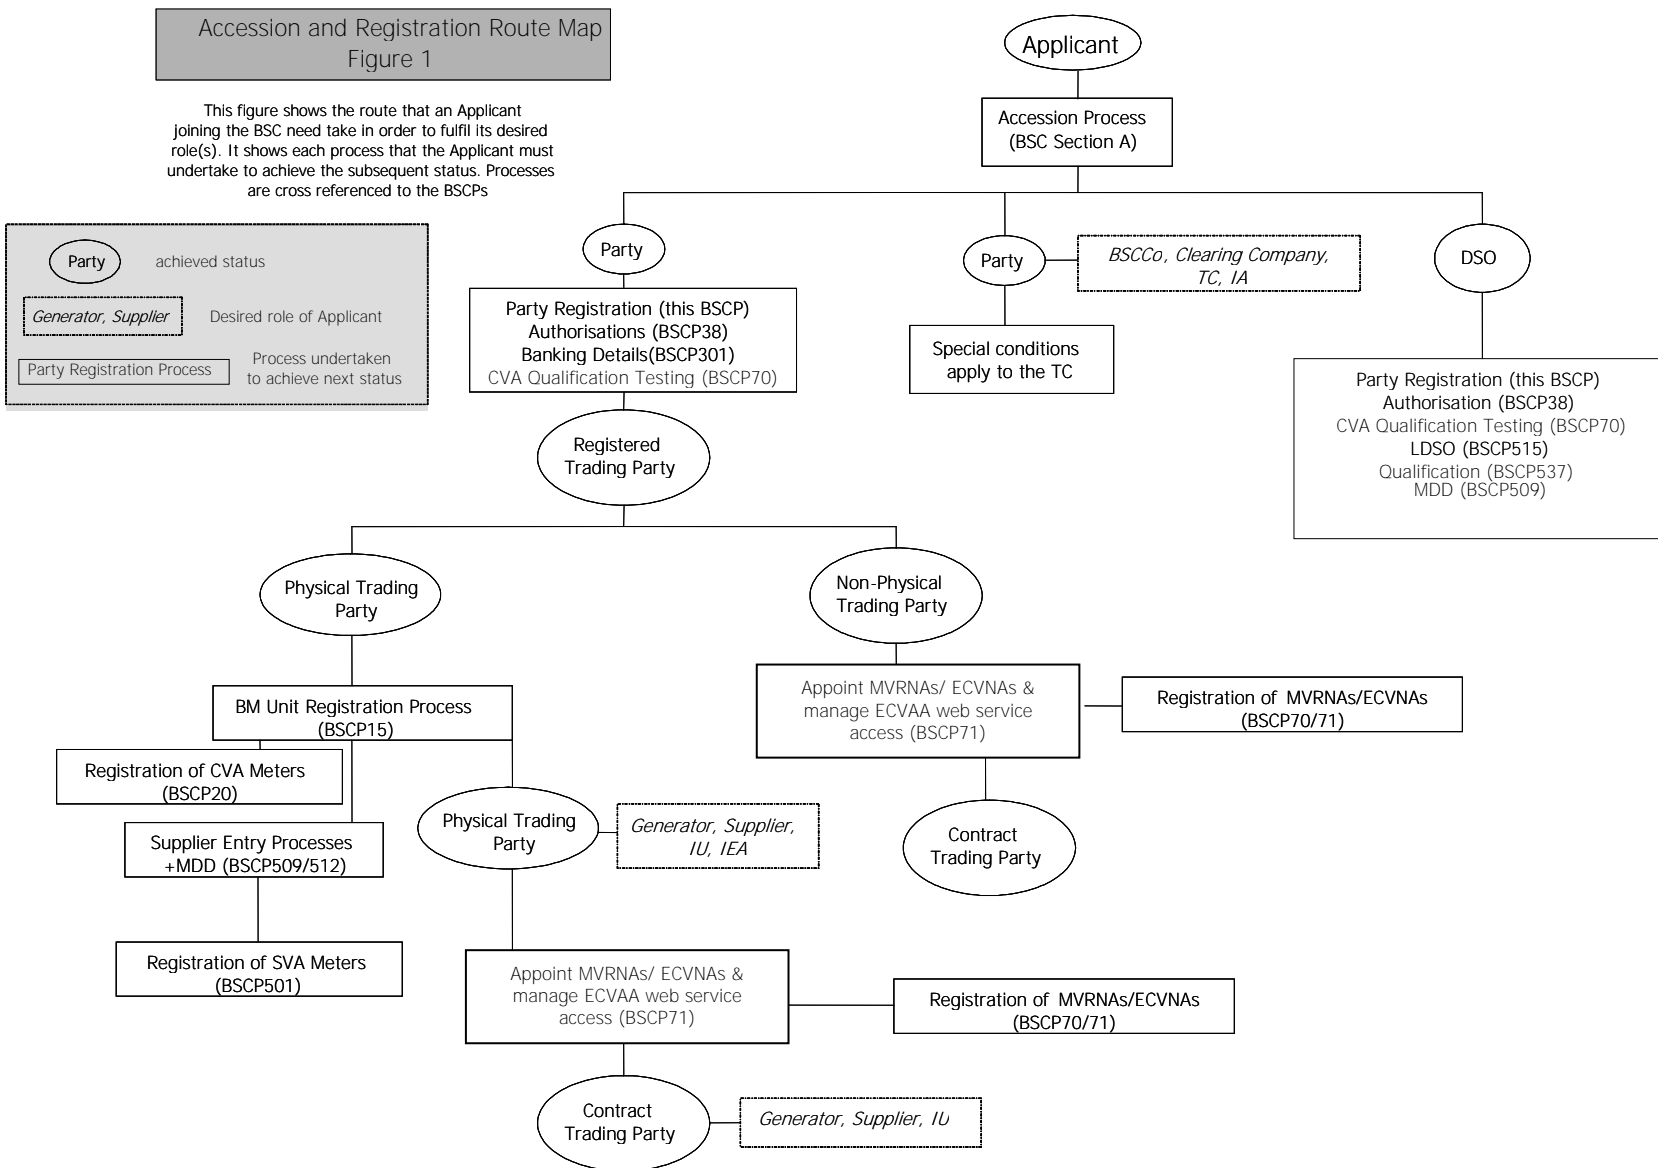 Accession and Registration Route Map
Figure 1
This figure shows the route that an Applicant
joining the BSC need take in order to fulfil its desired
role(s). It shows each process that the Applicant must
undertake to achieve the subsequent status. Processes
are cross referenced to the BSCPs
Party
achieved status
Generator, Supplier
Desired role of Applicant
Party Registration Process
Process undertaken
to achieve next status
Applicant
Accession Process
(BSC Section A)
Party
Party
BSCCo, Clearing Company,
TC, IA
DSO
Party Registration (this BSCP)
Authorisations (BSCP38)
Banking Details(BSCP301)
CVA Qualification Testing (BSCP70)
Special conditions
apply to the TC
Party Registration (this BSCP)
Authorisation (BSCP38)
CVA Qualification Testing (BSCP70)
LDSO (BSCP515)
Qualification (BSCP537)
MDD (BSCP509)
Registered
Trading Party
Physical Trading
Party
Non-Physical
Trading Party
BM Unit Registration Process
(BSCP15)
Appoint MVRNAs/ ECVNAs &
manage ECVAA web service
access (BSCP71)
Registration of MVRNAs/ECVNAs
(BSCP70/71)
Registration of CVA Meters
(BSCP20)
Supplier Entry Processes
+MDD (BSCP509/512)
Physical Trading
Party
Generator, Supplier,
IU, IEA
Contract
Trading Party
Registration of SVA Meters
(BSCP501)
Appoint MVRNAs/ ECVNAs &
manage ECVAA web service
access (BSCP71)
Registration of MVRNAs/ECVNAs
(BSCP70/71)
Contract
Trading Party
Generator, Supplier, IU